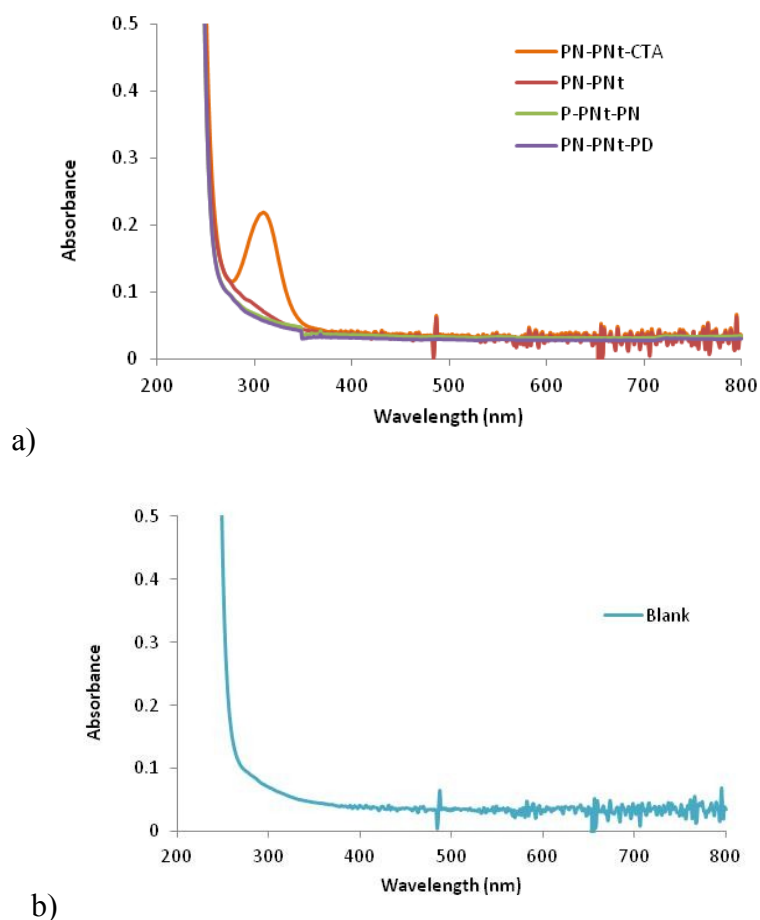 0.5
0.4
0.3
0.2
0.1
0
Absorbance
PN-PNt-CTA
PN-PNt
P-PNt-PN
PN-PNt-PD
200 300 400 500 600 700 800
Wavelength (nm)
a)
0.5
0.4
0.3
0.2
0.1
0
Absorbance
Blank
200 300 400 500 600 700 800
Wavelength (nm)
b)